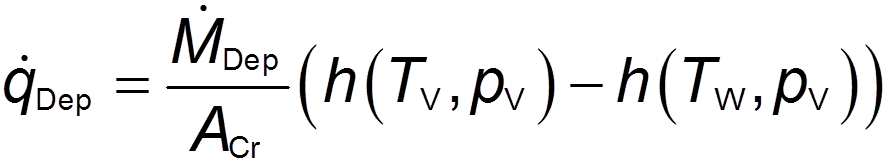 q̇_Dep = Ṁ_Dep / A_Cr (h(T_V, p_V) − h(T_W, p_V))